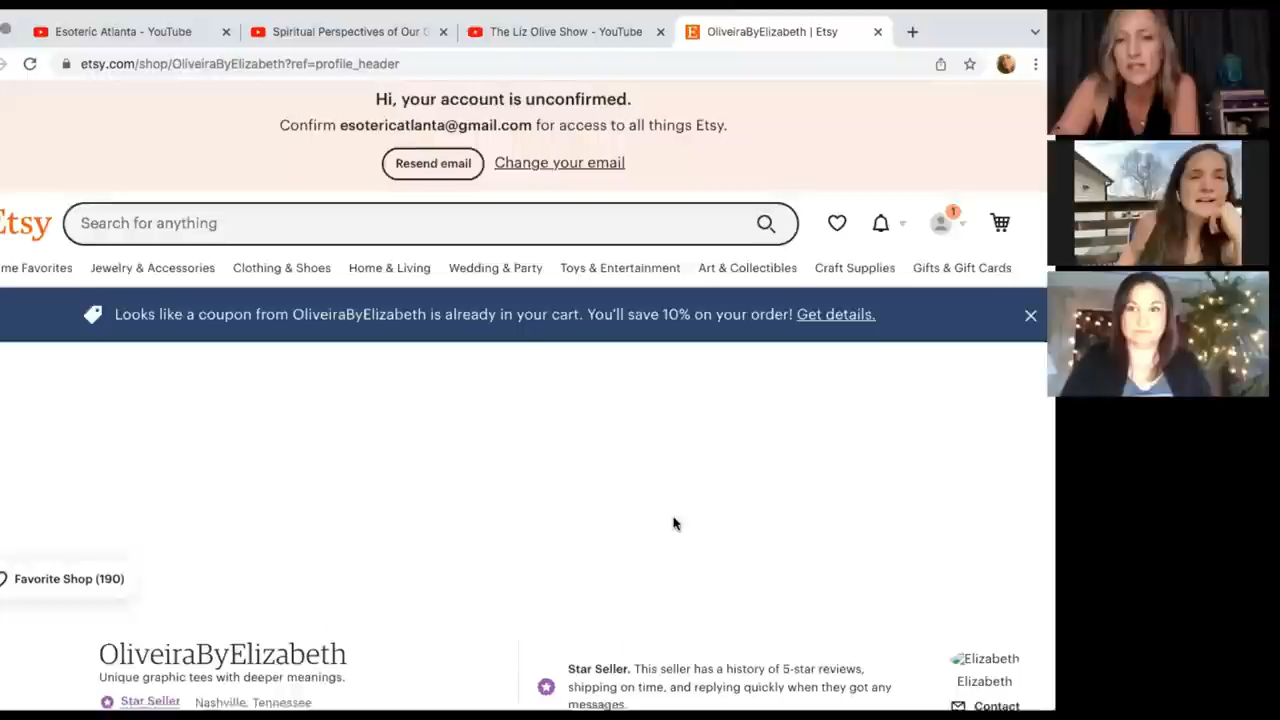 Esoteric Atlanta - YouTube
Spiritual Perspectives of Our C
The Liz Olive Show - YouTube
OliveiraByElizabeth | Etsy
etsy.com/shop/OliveiraByElizabeth?ref=profile_header
Hi, your account is unconfirmed.
Confirm esotericatlanta@gmail.com for access to all things Etsy.
Resend email Change your email
Etsy Search for anything 1
me Favorites Jewelry & Accessories Clothing & Shoes Home & Living Wedding & Party Toys & Entertainment Art & Collectibles Craft Supplies Gifts & Gift Cards
Looks like a coupon from OliveiraByElizabeth is already in your cart. You'll save 10% on your order! Get details.
Favorite Shop (190)
OliveiraByElizabeth
Unique graphic tees with deeper meanings.
Star Seller Nashville, Tennessee
Star Seller. This seller has a history of 5-star reviews,
shipping on time, and replying quickly when they got any
messages.
Elizabeth
Elizabeth
Contact